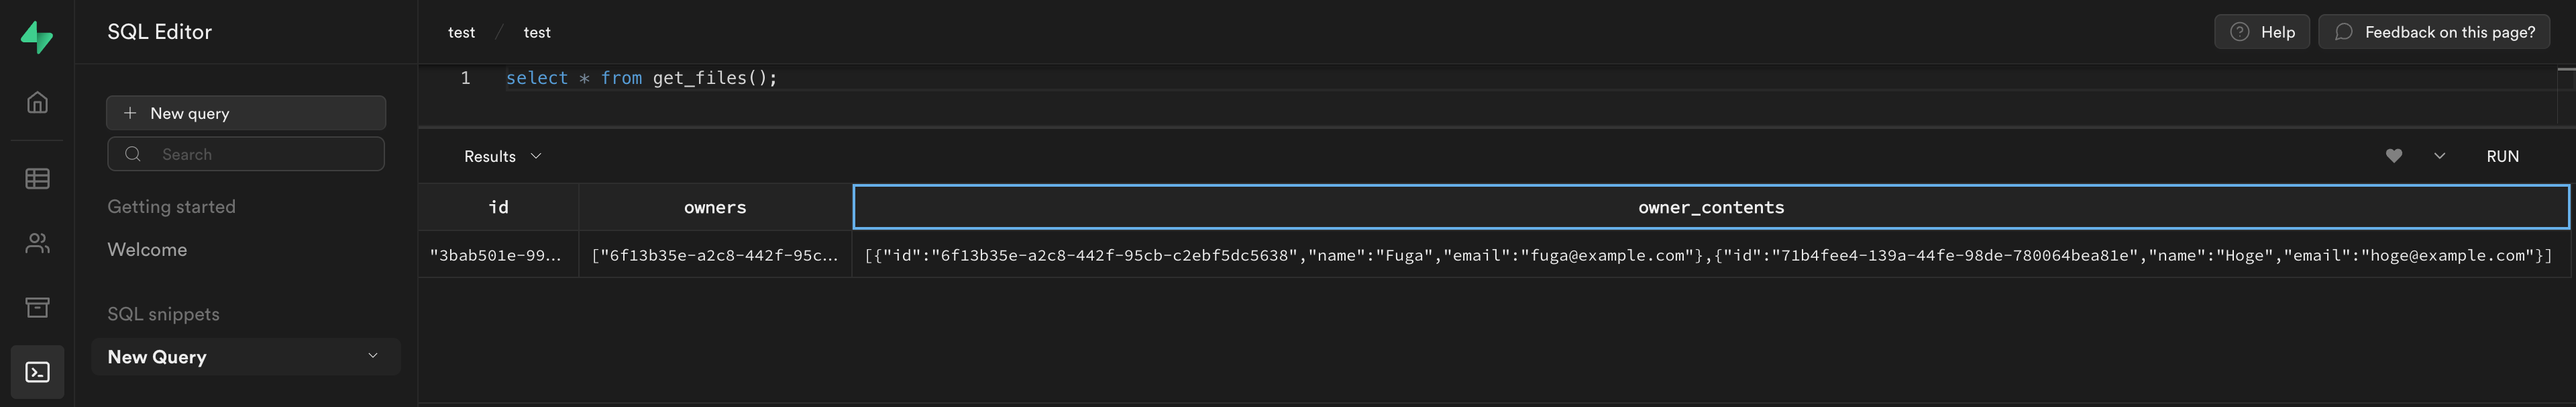 SQL Editor
test / test
Help
Feedback on this page?
New query
Search
Getting started
Welcome
SQL snippets
New Query
1 select * from get_files();
Results
RUN
id owners owner_contents
"3bab501e-99... ["6f13b35e-a2c8-442f-95c... [{"id":"6f13b35e-a2c8-442f-95cb-c2ebf5dc5638","name":"Fuga","email":"fuga@example.com"},{"id":"71b4fee4-139a-44fe-98de-780064bea81e","name":"Hoge","email":"hoge@example.com"}]